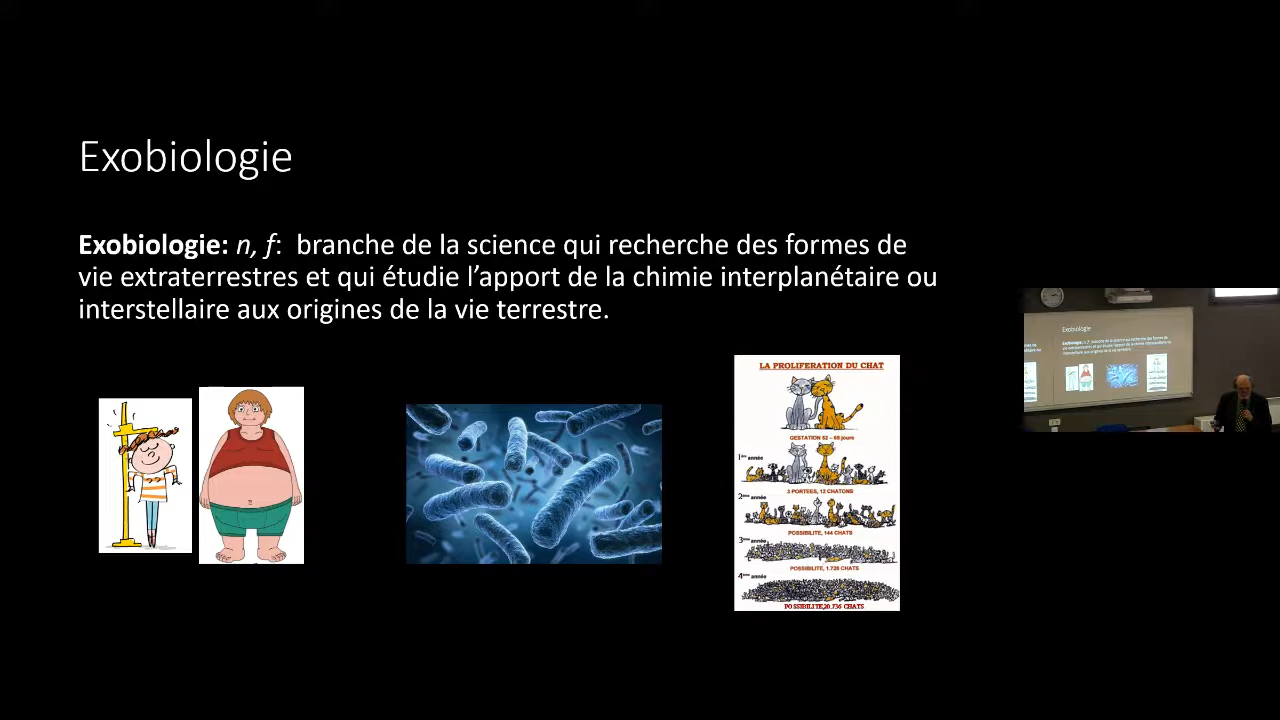 Exobiologie
Exobiologie: n, f: branche de la science qui recherche des formes de
vie extraterrestres et qui étudie l’apport de la chimie interplanétaire ou
interstellaire aux origines de la vie terrestre.
LA PROLIFERATION DU CHAT
GESTATION 62 – 65 jours
1ère année
3 PORTEES, 12 CHATONS
2ème année
POSSIBILITE, 144 CHATS
3ème année
POSSIBILITE, 1.728 CHATS
4ème année
POSSIBILITE,20.736 CHATS
Exobiologie